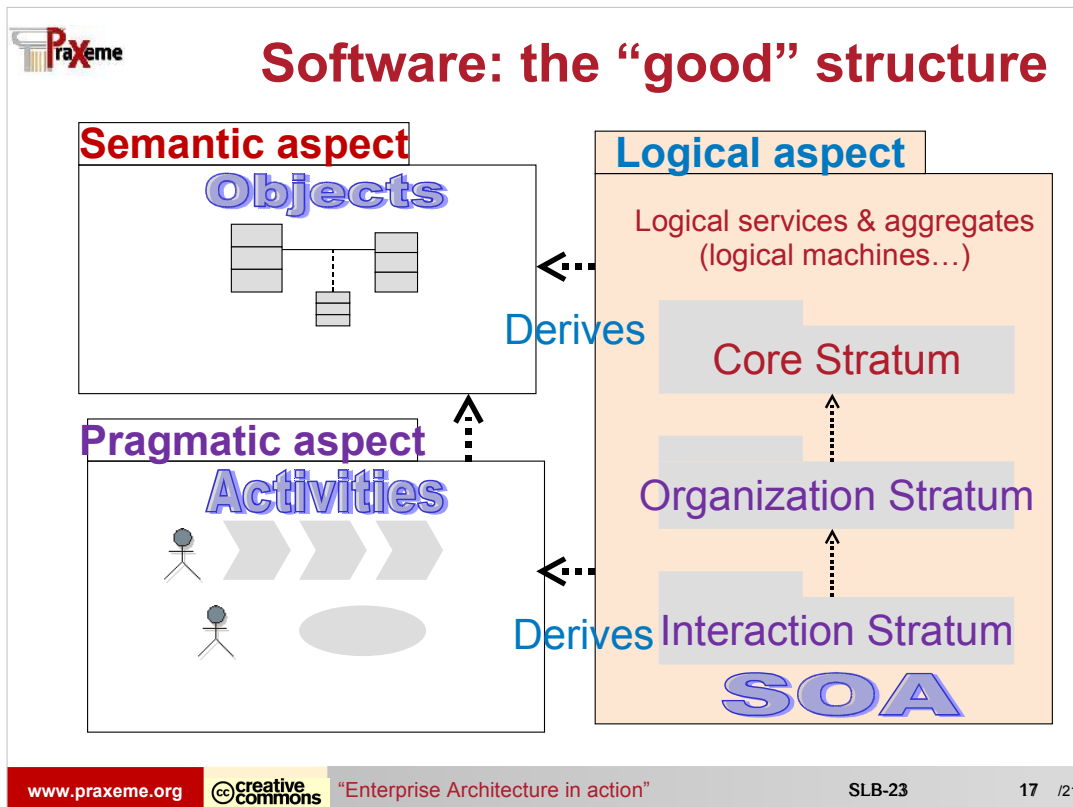 PraXeme
Software: the “good” structure
Semantic aspect
Objects
Logical aspect
Logical services & aggregates
(logical machines…)
Derives
Core Stratum
Pragmatic aspect
Activities
Organization Stratum
Derives
Interaction Stratum
SOA
www.praxeme.org
cc creative commons
“Enterprise Architecture in action”
SLB-23
17 /21